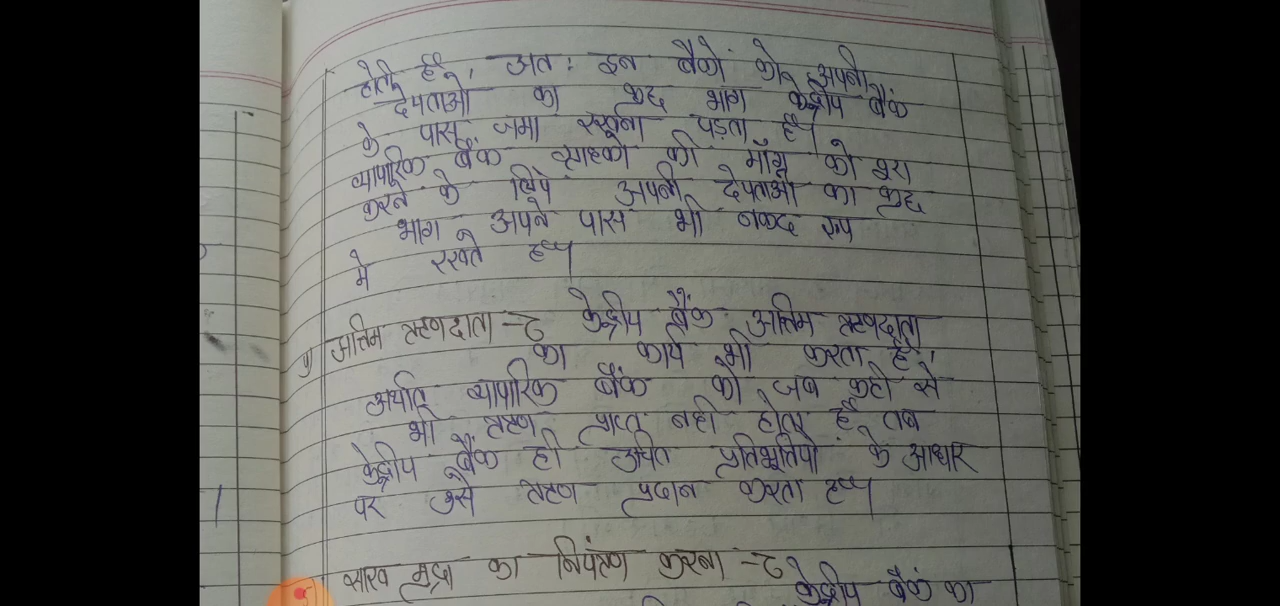 होती हैं, अतः इन बैंकों को अपनी
देयताओं का कुछ भाग केन्द्रीय बैंक
के पास जमा रखना पड़ता है।
व्यापारिक बैंक ग्राहकों की माँग को पूरा
करने के लिये अपनी देयताओं का कुछ
भाग अपने पास भी नकद रूप
में रखते है।
अन्तिम ऋणदाता - केन्द्रीय बैंक अन्तिम ऋणदाता
का कार्य भी करता है,
अर्थात व्यापारिक बैंक को जब कही से
भी ऋण प्राप्त नही होता है तब
केन्द्रीय बैंक ही उचित प्रतिभूतियों के आधार
पर उसे ऋण प्रदान करता है।
साख मुद्रा का नियंत्रण करना -
केन्द्रीय बैंक का